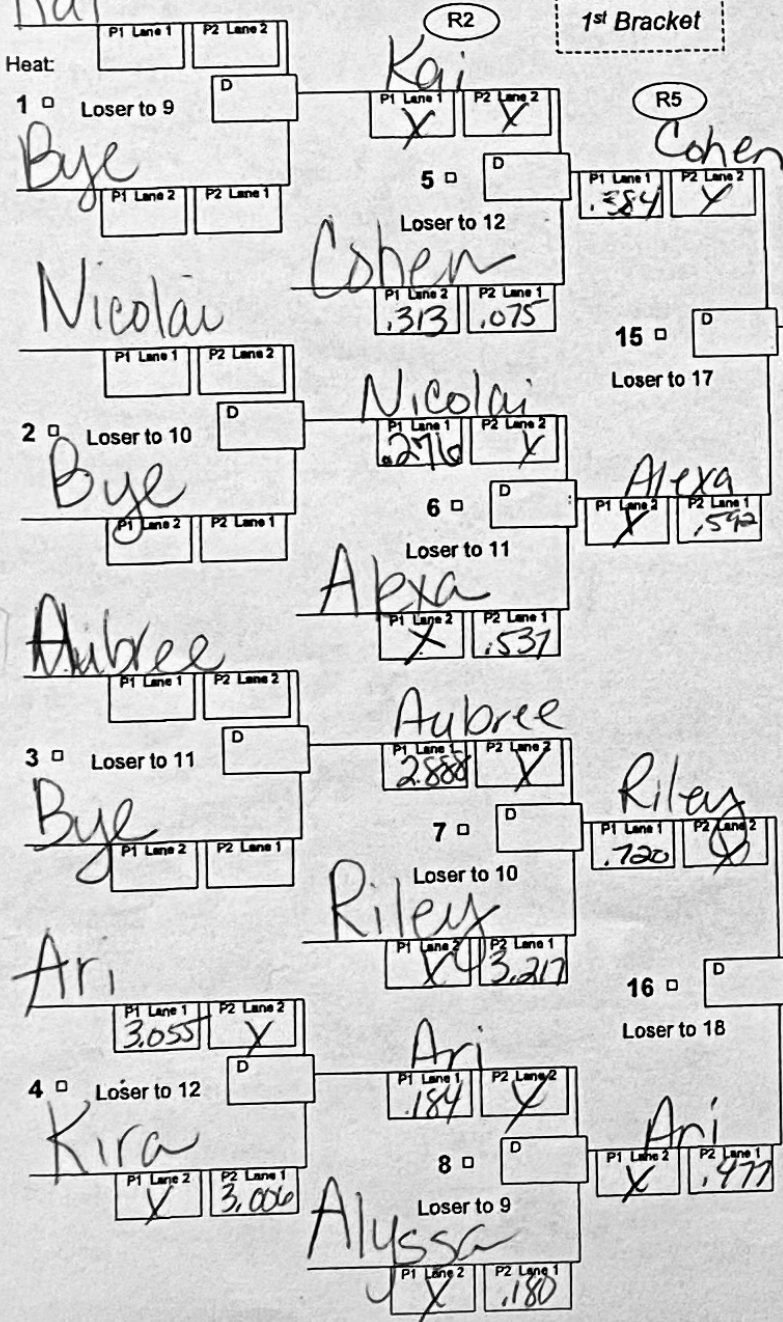 Kai
P1 Lane 1 P2 Lane 2
Heat:
1 Loser to 9
D
Bye
P1 Lane 2 P2 Lane 1
Nicolai
P1 Lane 1 P2 Lane 2
2 Loser to 10
D
Bye
P1 Lane 2 P2 Lane 1
Aubree
P1 Lane 1 P2 Lane 2
3 Loser to 11
D
Bye
P1 Lane 2 P2 Lane 1
Ari
P1 Lane 1 P2 Lane 2
3.055 X
4 Loser to 12
D
Kira
P1 Lane 2 P2 Lane 1
X 3.006
R2
Kai
P1 Lane 1 P2 Lane 2
X X
5 D
Loser to 12
Cohen
P1 Lane 2 P2 Lane 1
.313 .075
Nicolai
P1 Lane 1 P2 Lane 2
.276 X
6 D
Loser to 11
Alexa
P1 Lane 2 P2 Lane 1
X .537
Aubree
P1 Lane 1 P2 Lane 2
2.888 X
7 D
Loser to 10
Riley
P1 Lane 2 P2 Lane 1
X 3.217
Ari
P1 Lane 1 P2 Lane 2
.184 X
8 D
Loser to 9
Alyssa
P1 Lane 2 P2 Lane 1
X .180
1st Bracket
R5
Cohen
P1 Lane 1 P2 Lane 2
.384 X
15 D
Loser to 17
Alexa
P1 Lane 2 P2 Lane 1
X .592
Riley
P1 Lane 1 P2 Lane 2
.720 X
16 D
Loser to 18
Ari
P1 Lane 2 P2 Lane 1
X .477